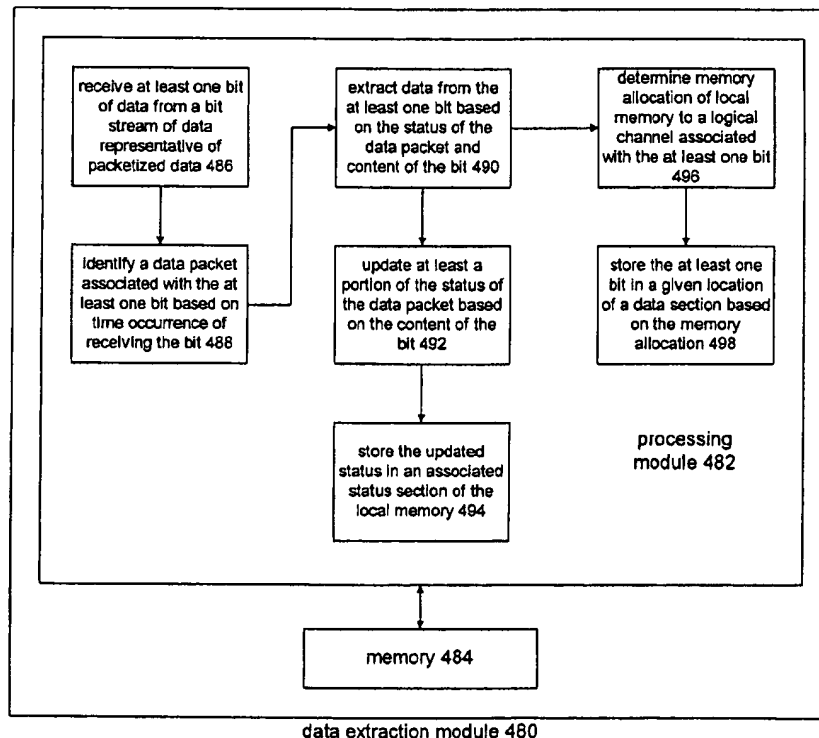 receive at least one bit
of data from a bit
stream of data
representative of
packetized data 486
identify a data packet
associated with the at
least one bit based on
time occurrence of
receiving the bit 488
extract data from the
at least one bit based
on the status of the
data packet and
content of the bit 490
update at least a
portion of the status of
the data packet based
on the content of the
bit 492
store the updated
status in an associated
status section of the
local memory 494
determine memory
allocation of local
memory to a logical
channel associated
with the at least one bit
496
store the at least one
bit in a given location
of a data section based
on the memory
allocation 498
processing
module 482
memory 484
data extraction module 480